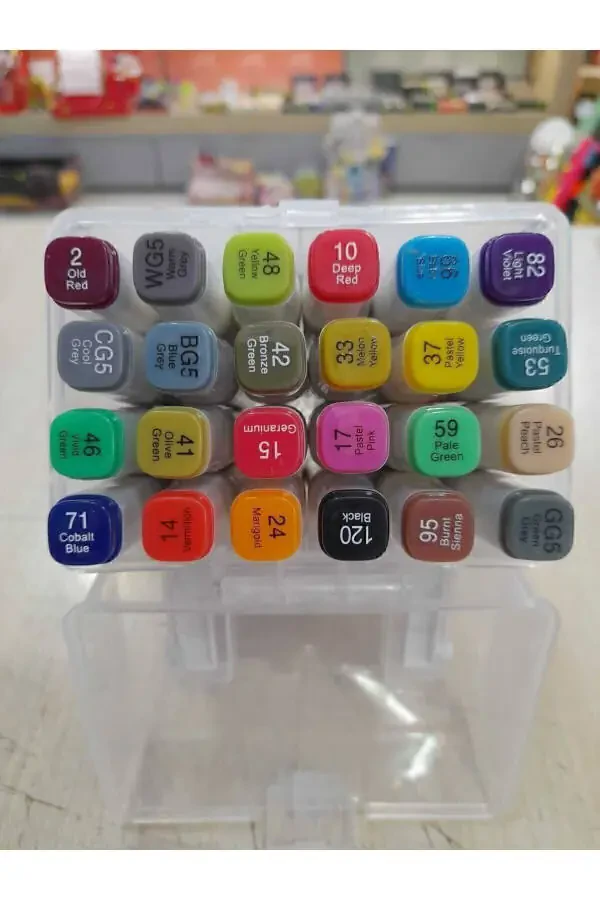 2
Old
Red
WG5
Warm
Grey
48
Yellow
Green
10
Deep
Red
82
Light
Violet
CG5
Cool
Grey
BG5
Blue
Grey
42
Bronze
Green
33
Melon
Yellow
37
Pastel
Yellow
53
Turquoise
Green
46
Vivid
Green
41
Olive
Green
15
Geranium
17
Pastel
Pink
59
Pale
Green
26
Pastel
Peach
71
Cobalt
Blue
14
Vermilion
24
Marigold
120
Black
95
Burnt
Sienna
GG5
Green
Grey